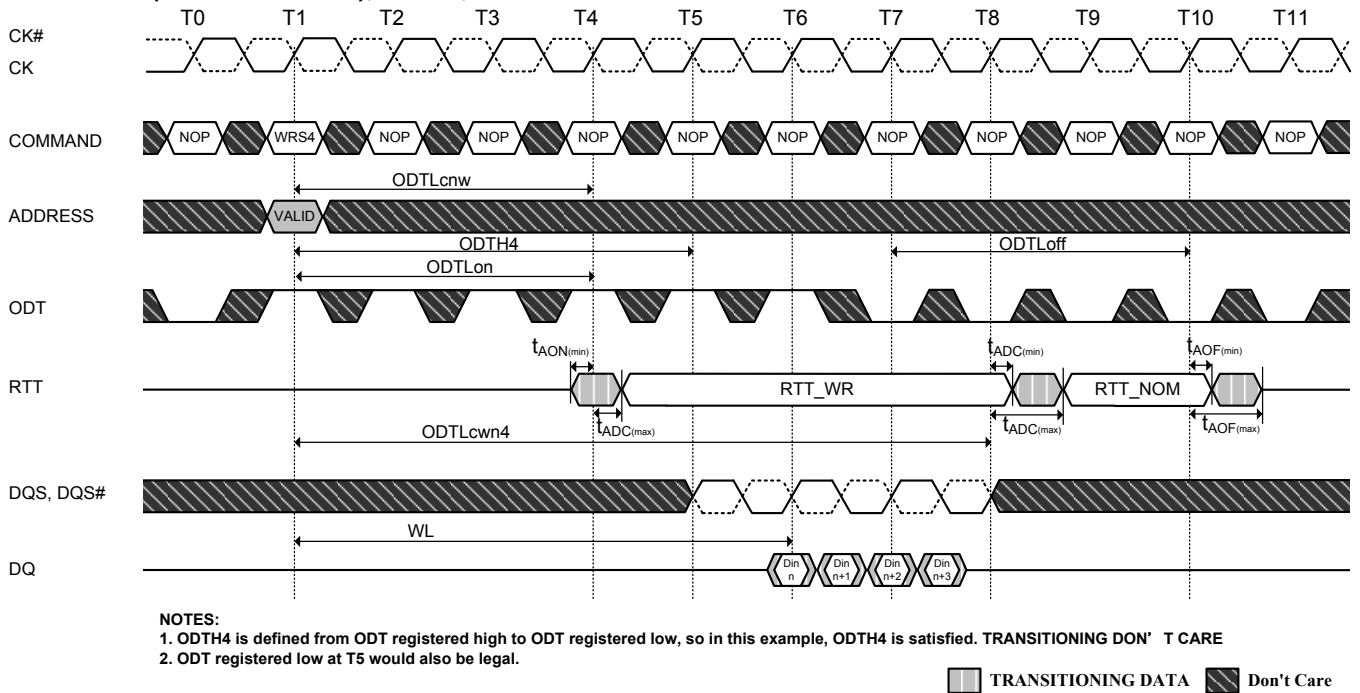 T0 T1 T2 T3 T4 T5 T6 T7 T8 T9 T10 T11
CK#
CK
COMMAND
NOP WRS4 NOP NOP NOP NOP NOP NOP NOP NOP NOP NOP
ODTLcnw
ADDRESS
VALID
ODTH4
ODTLoff
ODTLon
ODT
tAON(min)
tADC(min)
tAOF(min)
RTT
RTT_WR
RTT_NOM
tADC(max)
tADC(max)
tAOF(max)
ODTLcwn4
DQS, DQS#
WL
DQ
Din n
Din n+1
Din n+2
Din n+3
NOTES:
1. ODTH4 is defined from ODT registered high to ODT registered low, so in this example, ODTH4 is satisfied. TRANSITIONING DON' T CARE
2. ODT registered low at T5 would also be legal.
TRANSITIONING DATA
Don't Care